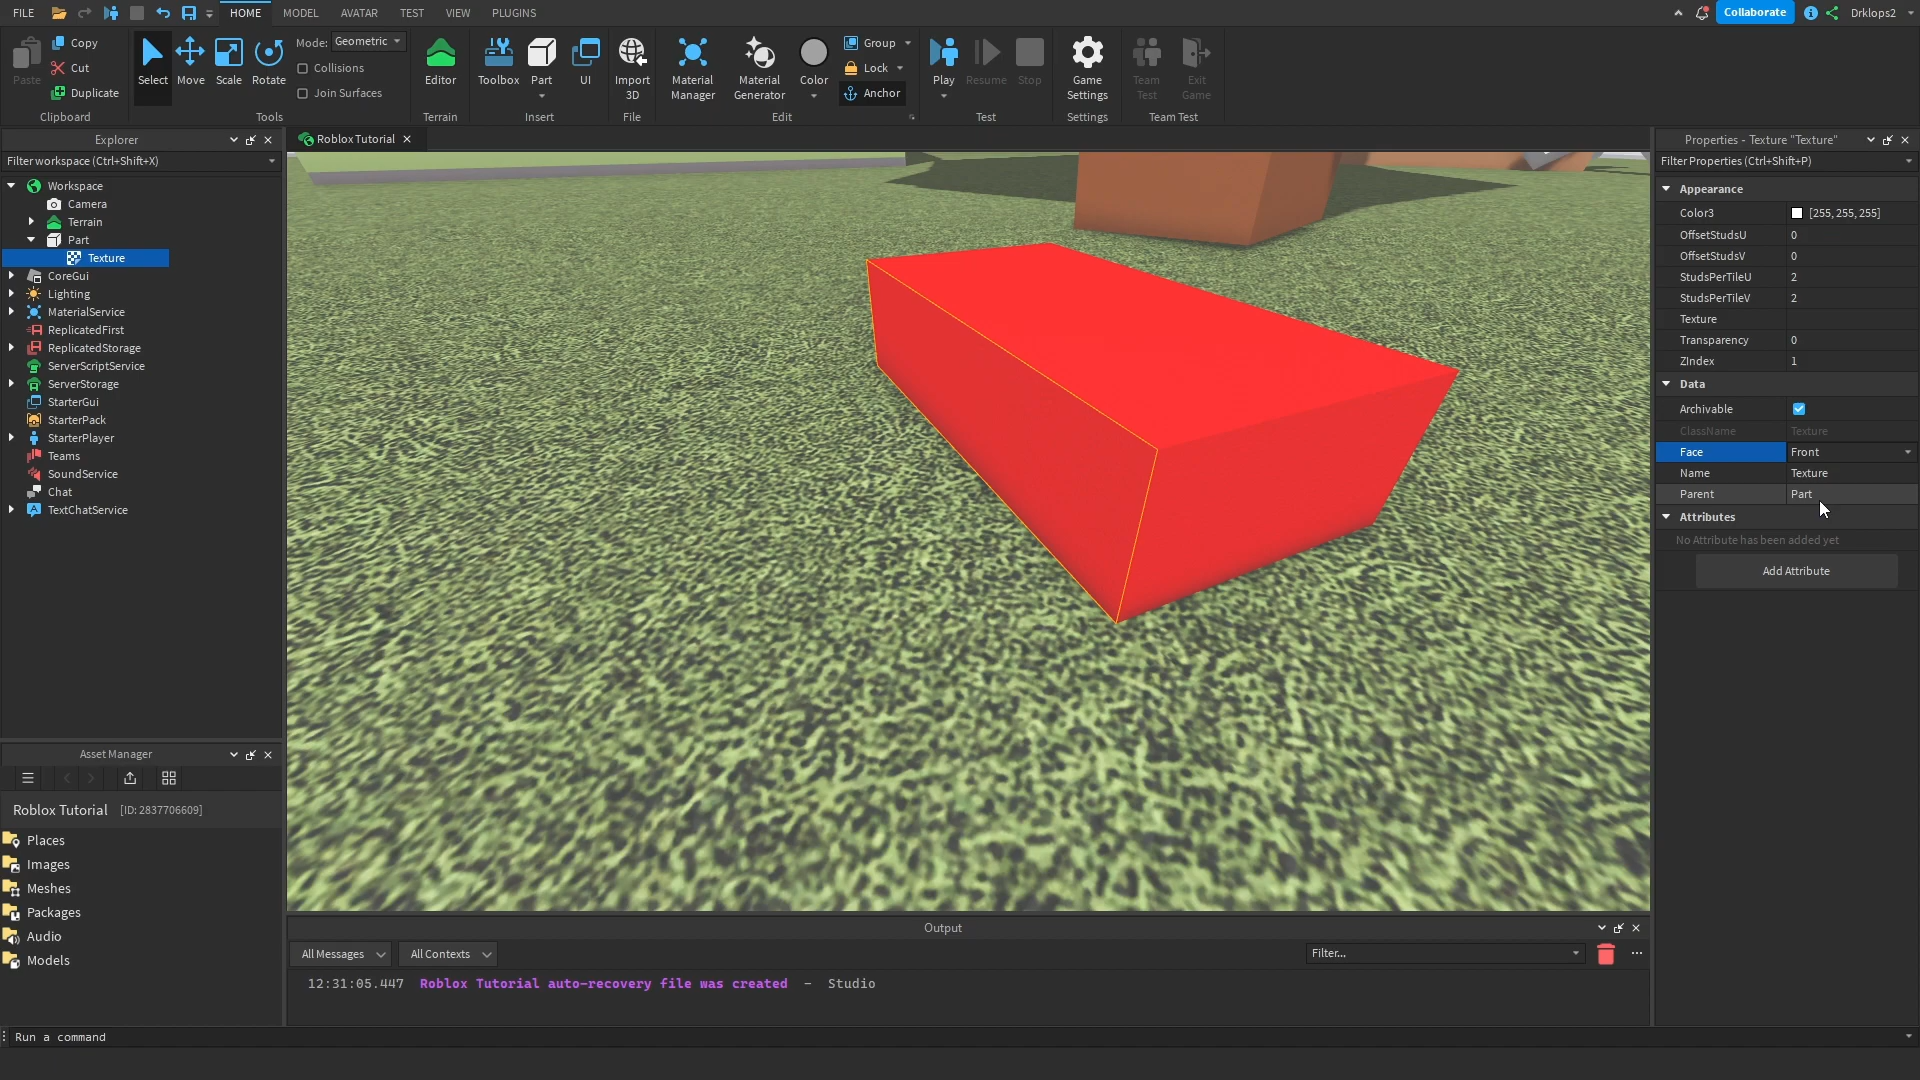 FILE HOME MODEL AVATAR TEST VIEW PLUGINS Collaborate Drklops2
Paste Copy Cut Duplicate
Clipboard
Select Move Scale Rotate
Mode: Geometric
Collisions
Join Surfaces
Tools
Editor
Terrain
Toolbox Part UI
Insert
Import 3D
File
Material Manager
Material Generator
Color
Group
Lock
Anchor
Edit
Play Resume Stop
Test
Game Settings
Settings
Team Test
Exit Game
Team Test
Explorer
Filter workspace (Ctrl+Shift+X)
Workspace
Camera
Terrain
Part
Texture
CoreGui
Lighting
MaterialService
ReplicatedFirst
ReplicatedStorage
ServerScriptService
ServerStorage
StarterGui
StarterPack
StarterPlayer
Teams
SoundService
Chat
TextChatService
Asset Manager
Roblox Tutorial [ID: 2837706609]
Places
Images
Meshes
Packages
Audio
Models
Roblox Tutorial
Output
All Messages All Contexts Filter...
12:31:05.447 Roblox Tutorial auto-recovery file was created – Studio
Run a command
Properties - Texture "Texture"
Filter Properties (Ctrl+Shift+P)
Appearance
Color3 [255, 255, 255]
OffsetStudsU 0
OffsetStudsV 0
StudsPerTileU 2
StudsPerTileV 2
Texture
Transparency 0
ZIndex 1
Data
Archivable
ClassName Texture
Face Front
Name Texture
Parent Part
Attributes
No Attribute has been added yet
Add Attribute